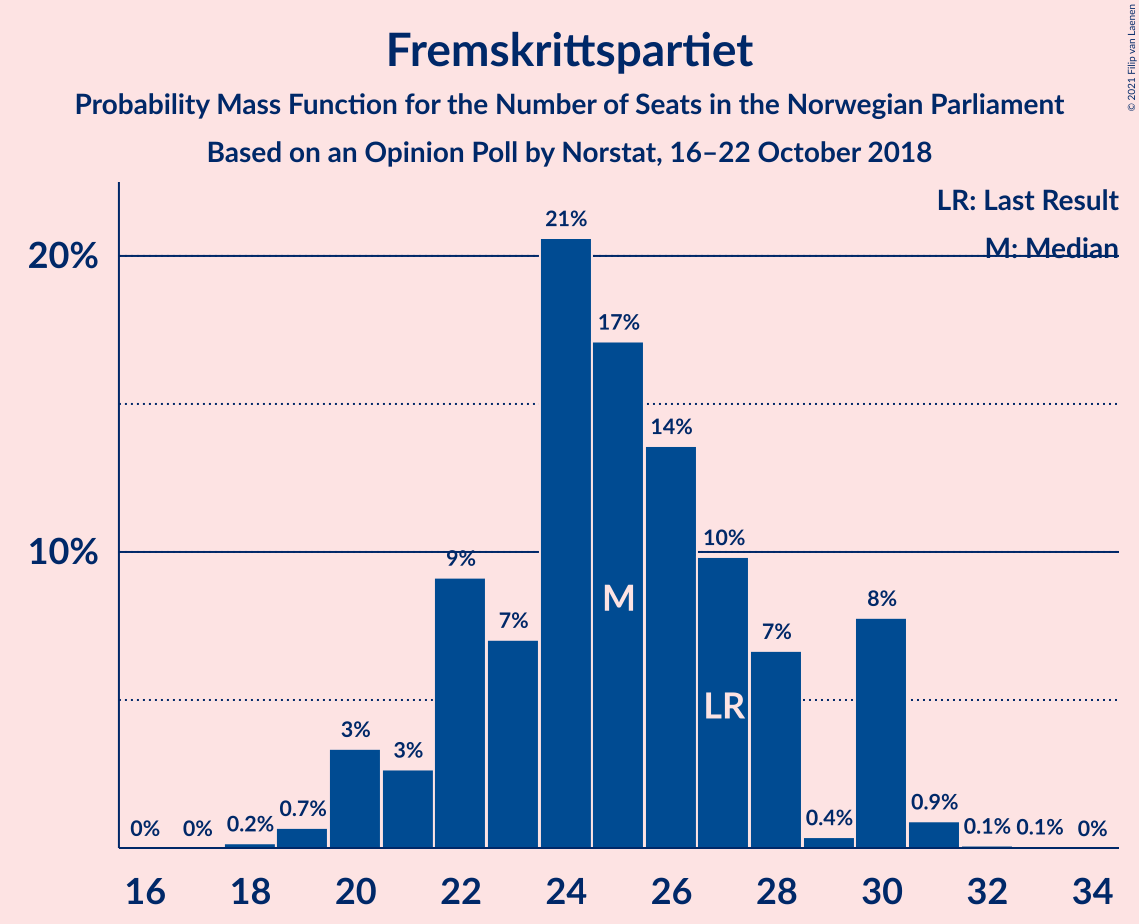 Fremskrittspartiet
Probability Mass Function for the Number of Seats in the Norwegian Parliament
Based on an Opinion Poll by Norstat, 16–22 October 2018
© 2021 Filip van Laenen
LR: Last Result
M: Median
20%
10%
0%
0%
0.2%
0.7%
3%
3%
9%
7%
21%
17%
14%
10%
7%
0.4%
8%
0.9%
0.1%
0.1%
0%
M
LR
16 18 20 22 24 26 28 30 32 34